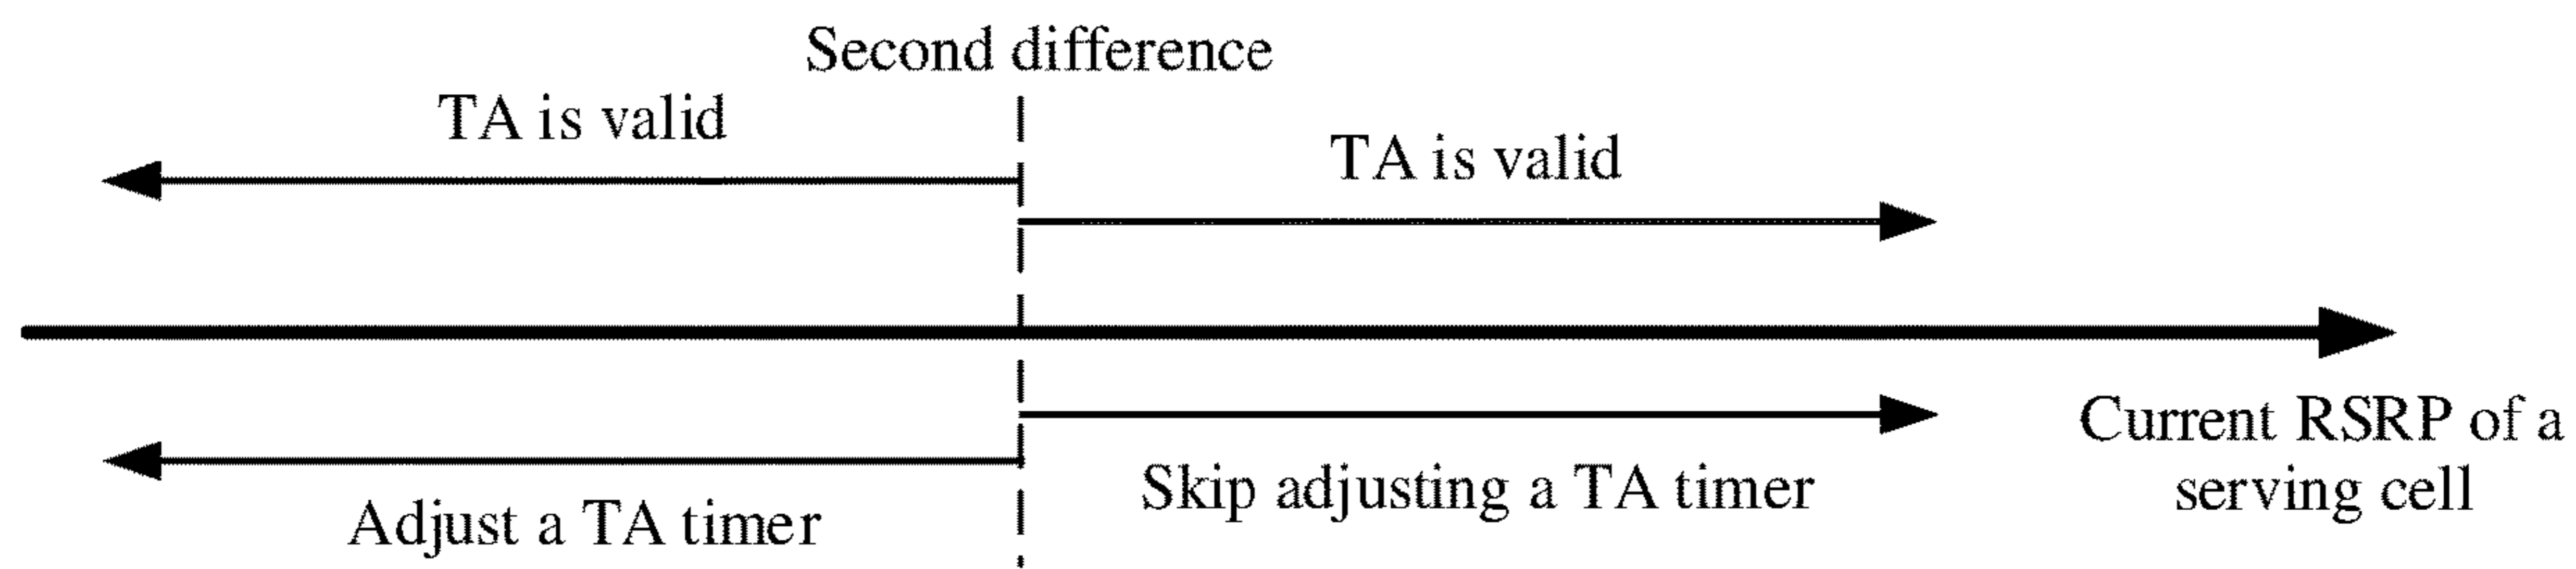 Second difference
TA is valid
TA is valid
Current RSRP of a
serving cell
Skip adjusting a TA timer
Adjust a TA timer